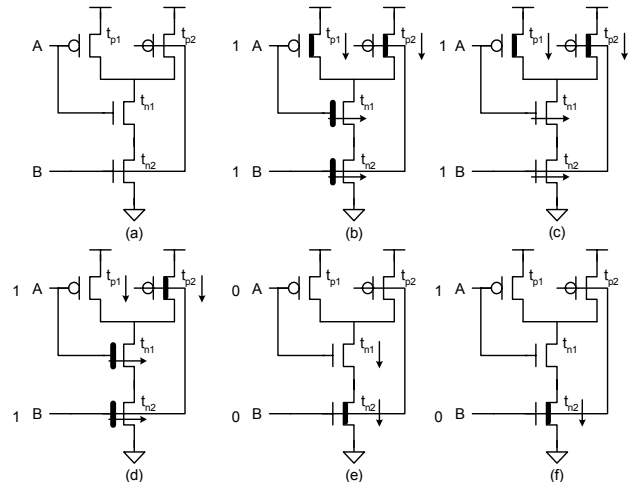 t_p1 t_p2 t_p1 t_p2 t_p1 t_p2
A 1 A 1 A
t_n1 t_n1 t_n1
t_n2 t_n2 t_n2
B 1 B 1 B
(a) (b) (c)
t_p1 t_p2 t_p1 t_p2 t_p1 t_p2
1 A 0 A 1 A
t_n1 t_n1 t_n1
t_n2 t_n2 t_n2
1 B 0 B 0 B
(d) (e) (f)